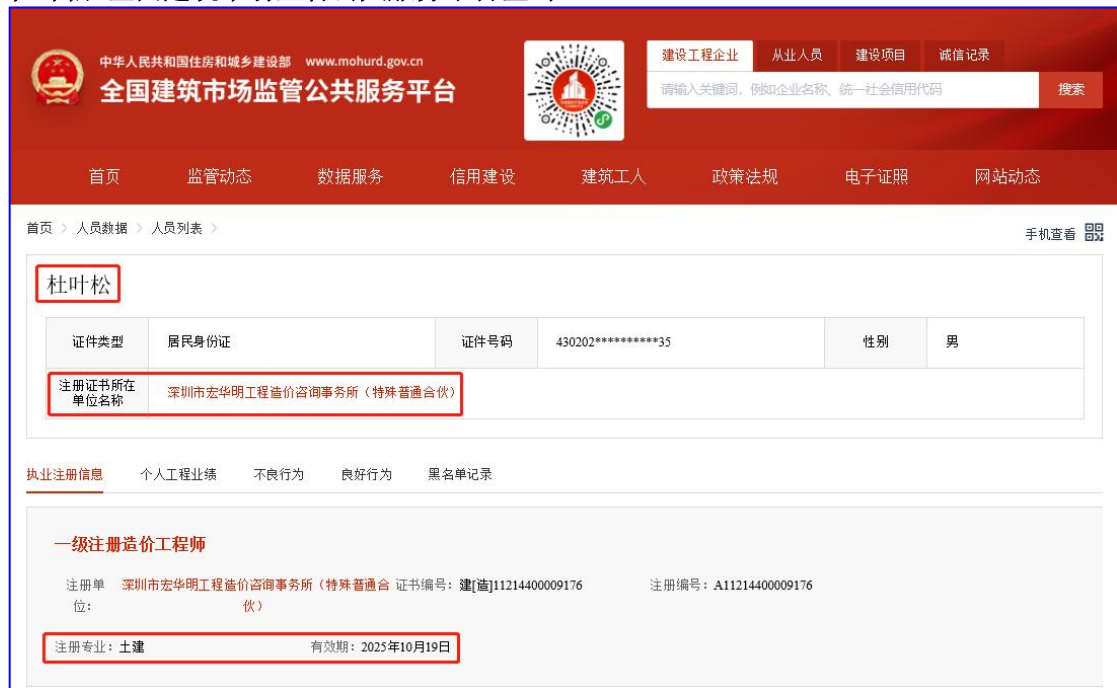 中华人民共和国住房和城乡建设部 www.mohurd.gov.cn
全国建筑市场监管公共服务平台
建设工程企业 从业人员 建设项目 诚信记录
请输入关键词，例如企业名称、统一社会信用代码 搜索
首页 监管动态 数据服务 信用建设 建筑工人 政策法规 电子证照 网站动态
首页 > 人员数据 > 人员列表 >
手机查看
杜叶松
证件类型 居民身份证 证件号码 430202**********35 性别 男
注册证书所在
单位名称
深圳市宏华明工程造价咨询事务所（特殊普通合伙）
执业注册信息 个人工程业绩 不良行为 良好行为 黑名单记录
一级注册造价工程师
注册单 深圳市宏华明工程造价咨询事务所（特殊普通合 证书编号：建[造]11214400009176 注册编号：A11214400009176
位： 伙）
注册专业：土建 有效期：2025年10月19日